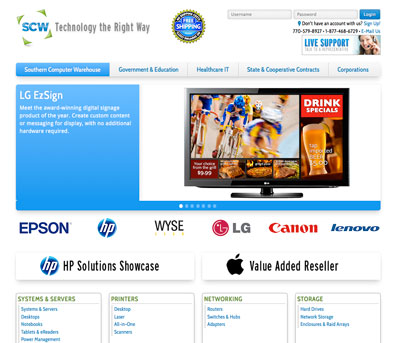 SCW Technology the Right Way
FREE SHIPPING
Username Password Login
Don't have an account with us? Sign Up!
770-579-8927 • 1-877-468-6729 • E-Mail Us
LIVE SUPPORT
Southern Computer Warehouse Government & Education Healthcare IT State & Cooperative Contracts Corporations
LG EzSign
Meet the award-winning digital signage
product of the year. Create custom content
or messaging for display, with no additional
hardware required.
DRINK
SPECIALS
Your choice
from the grill
$9.99
tap
imported
BEER
LG
EPSON hp WYSE LG Canon lenovo
hp HP Solutions Showcase Value Added Reseller
SYSTEMS & SERVERS PRINTERS NETWORKING STORAGE
Systems & Servers Desktop Routers Hard Drives
Desktops Laser Switches & Hubs Network Storage
Notebooks All-in-One Adapters Enclosures & Raid Arrays
Tablets & eReaders Scanners
Power Management